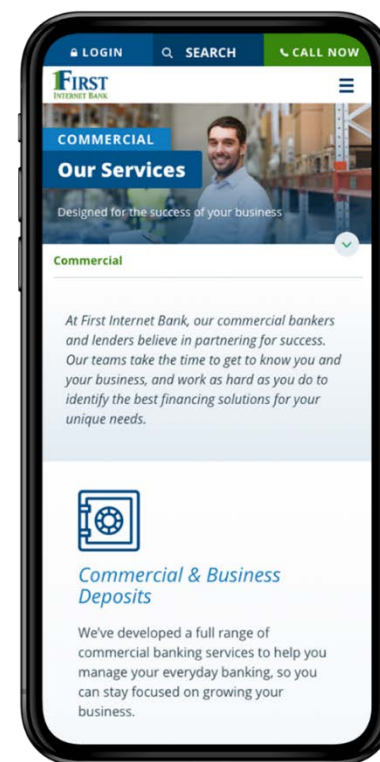 LOGIN
SEARCH
CALL NOW
FIRST
INTERNET BANK
COMMERCIAL
Our Services
Designed for the success of your business
Commercial
At First Internet Bank, our commercial bankers
and lenders believe in partnering for success.
Our teams take the time to get to know you and
your business, and work as hard as you do to
identify the best financing solutions for your
unique needs.
Commercial & Business
Deposits
We've developed a full range of
commercial banking services to help you
manage your everyday banking, so you
can stay focused on growing your
business.